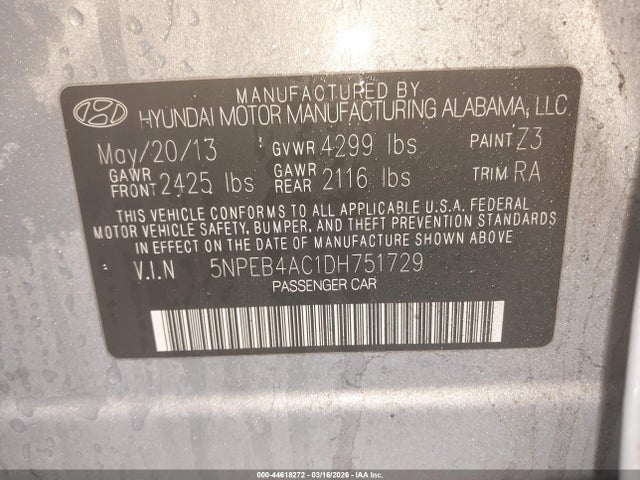 MANUFACTURED BY
HYUNDAI MOTOR MANUFACTURING ALABAMA, LLC
May/20/13 GVWR 4299 lbs PAINT Z3
GAWR FRONT 2425 lbs GAWR REAR 2116 lbs TRIM RA
THIS VEHICLE CONFORMS TO ALL APPLICABLE U.S.A. FEDERAL
MOTOR VEHICLE SAFETY, BUMPER, AND THEFT PREVENTION STANDARDS
IN EFFECT ON THE DATE OF MANUFACTURE SHOWN ABOVE.
V.I.N 5NPEB4AC1DH751729
PASSENGER CAR
000-44618272 - 03/16/2026 - IAA Inc.